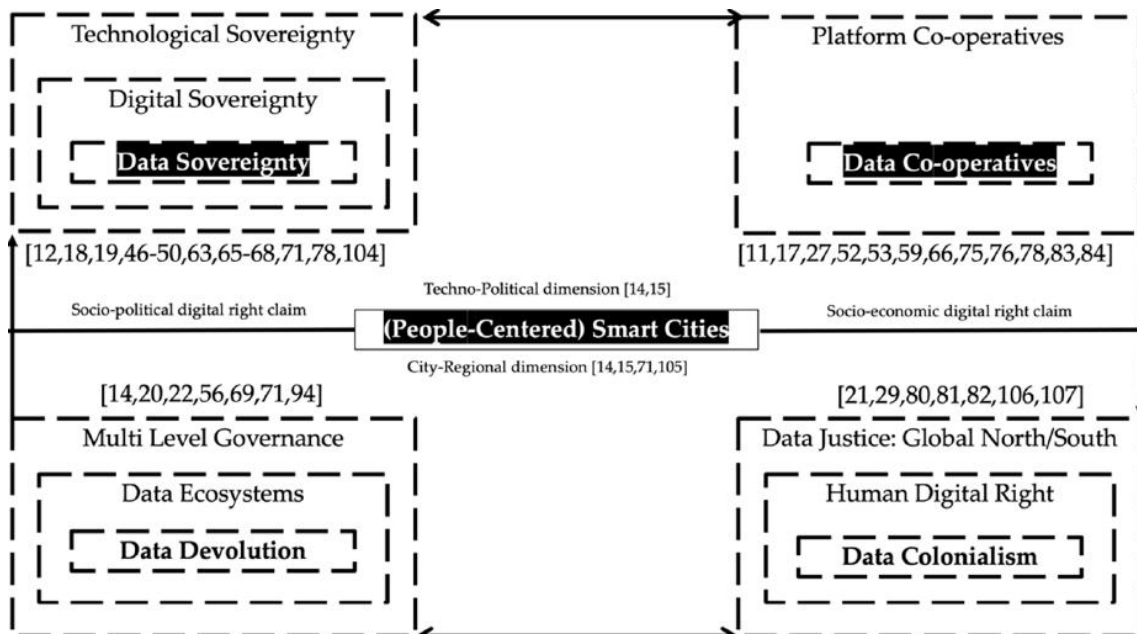 Technological Sovereignty
Platform Co-operatives
Digital Sovereignty
Data Sovereignty
Data Co-operatives
[12,18,19,46-50,63,65-68,71,78,104]
[11,17,27,52,53,59,66,75,76,78,83,84]
Techno-Political dimension [14,15]
Socio-political digital right claim
(People-Centered) Smart Cities
Socio-economic digital right claim
City-Regional dimension [14,15,71,105]
[14,20,22,56,69,71,94]
[21,29,80,81,82,106,107]
Multi Level Governance
Data Justice: Global North/South
Data Ecosystems
Human Digital Right
Data Devolution
Data Colonialism